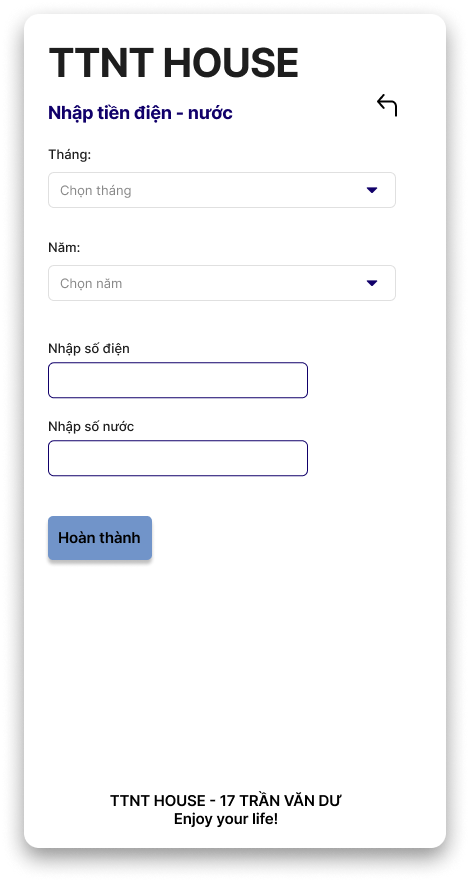 TTNT HOUSE
Nhập tiền điện - nước
Tháng:
Chọn tháng
Năm:
Chọn năm
Nhập số điện
Nhập số nước
Hoàn thành
TTNT HOUSE - 17 TRẦN VĂN DƯ
Enjoy your life!